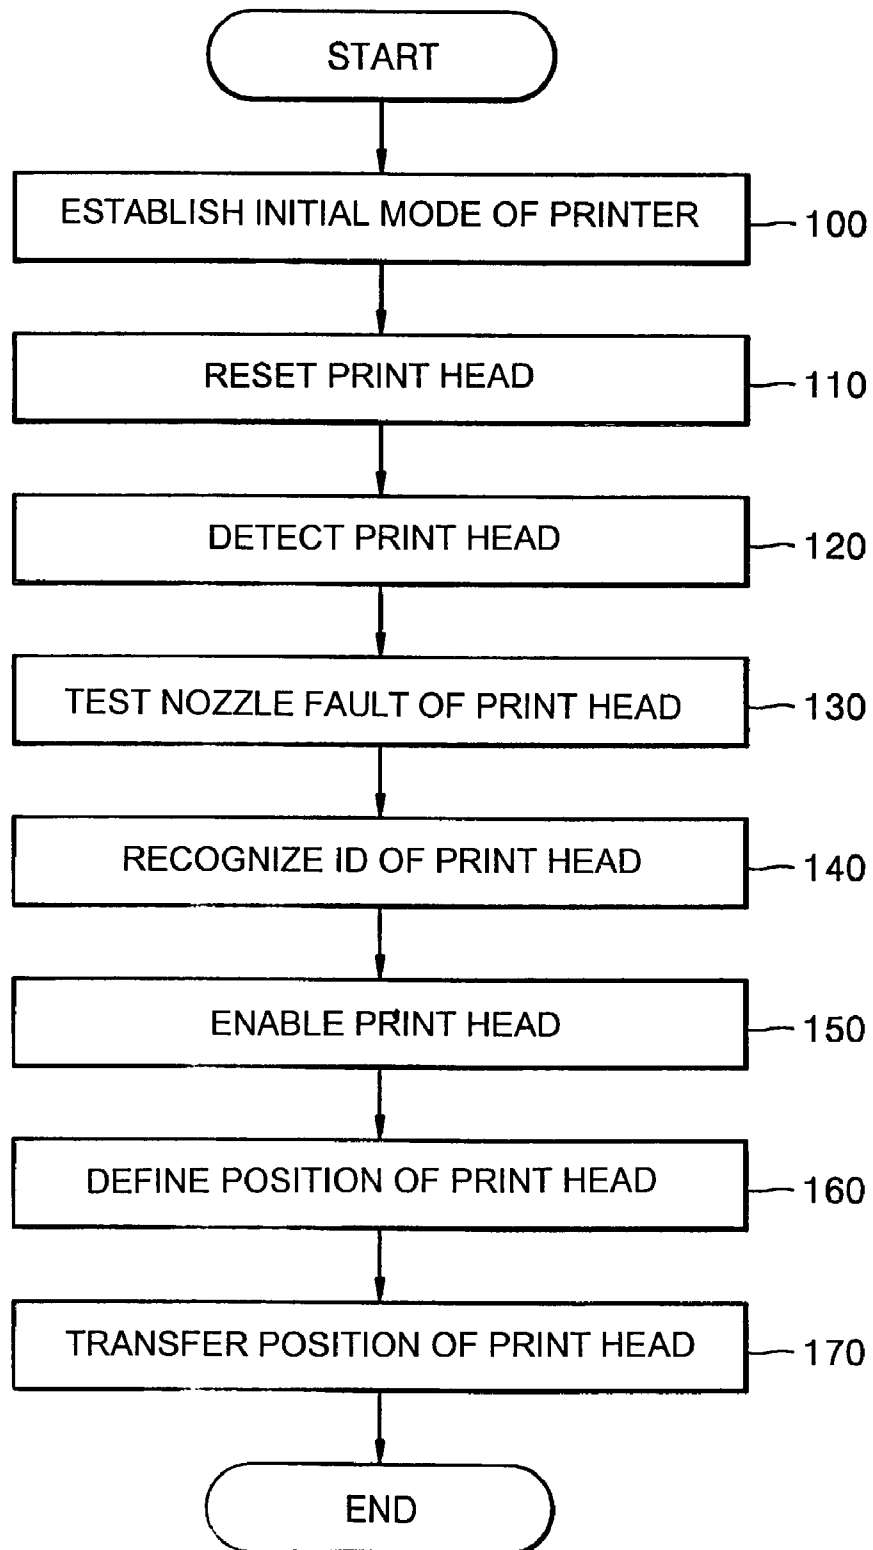 START
ESTABLISH INITIAL MODE OF PRINTER
100
RESET PRINT HEAD
110
DETECT PRINT HEAD
120
TEST NOZZLE FAULT OF PRINT HEAD
130
RECOGNIZE ID OF PRINT HEAD
140
ENABLE PRINT HEAD
150
DEFINE POSITION OF PRINT HEAD
160
TRANSFER POSITION OF PRINT HEAD
170
END